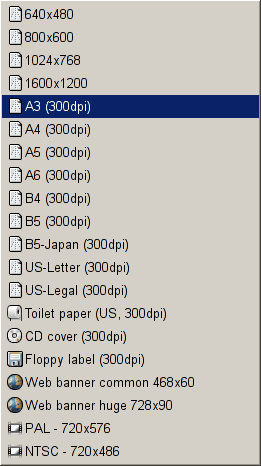 640x480
800x600
1024x768
1600x1200
A3 (300dpi)
A4 (300dpi)
A5 (300dpi)
A6 (300dpi)
B4 (300dpi)
B5 (300dpi)
B5-Japan (300dpi)
US-Letter (300dpi)
US-Legal (300dpi)
Toilet paper (US, 300dpi)
CD cover (300dpi)
Floppy label (300dpi)
Web banner common 468x60
Web banner huge 728x90
PAL - 720x576
NTSC - 720x486